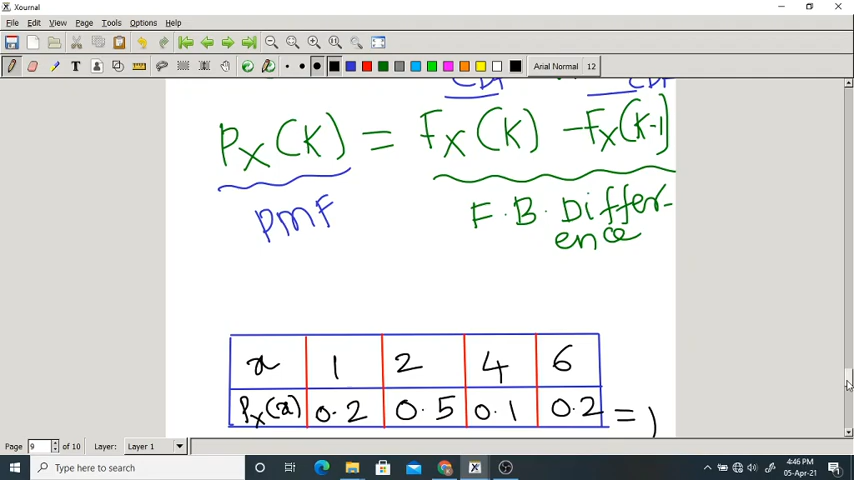 Xournal
File Edit View Page Tools Options Help
Arial Normal 12
CDF CDF
Px(K) = Fx(K) - Fx(K-1)
PMF
F.B. Differ-
ence
x 1 2 4 6
Px(x) 0.2 0.5 0.1 0.2 = 1
Page 9 of 10 Layer: Layer 1
Type here to search
4:46 PM
05-Apr-21